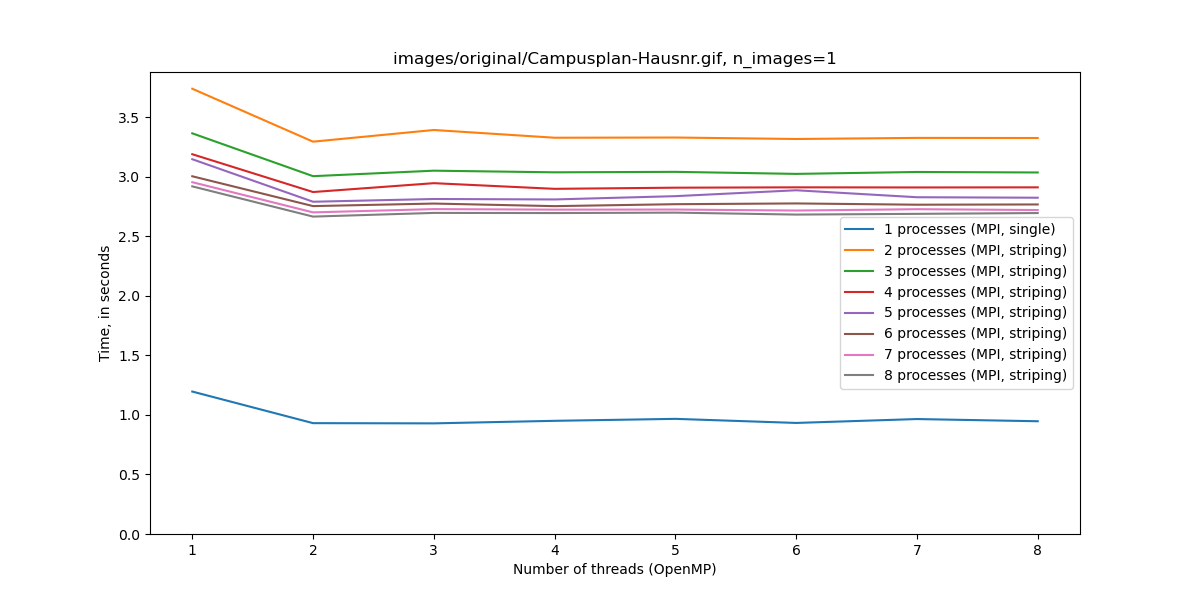 images/original/Campusplan-Hausnr.gif, n_images=1
3.5
3.0
2.5
2.0
1.5
1.0
0.5
0.0
Time, in seconds
1 processes (MPI, single)
2 processes (MPI, striping)
3 processes (MPI, striping)
4 processes (MPI, striping)
5 processes (MPI, striping)
6 processes (MPI, striping)
7 processes (MPI, striping)
8 processes (MPI, striping)
1 2 3 4 5 6 7 8
Number of threads (OpenMP)